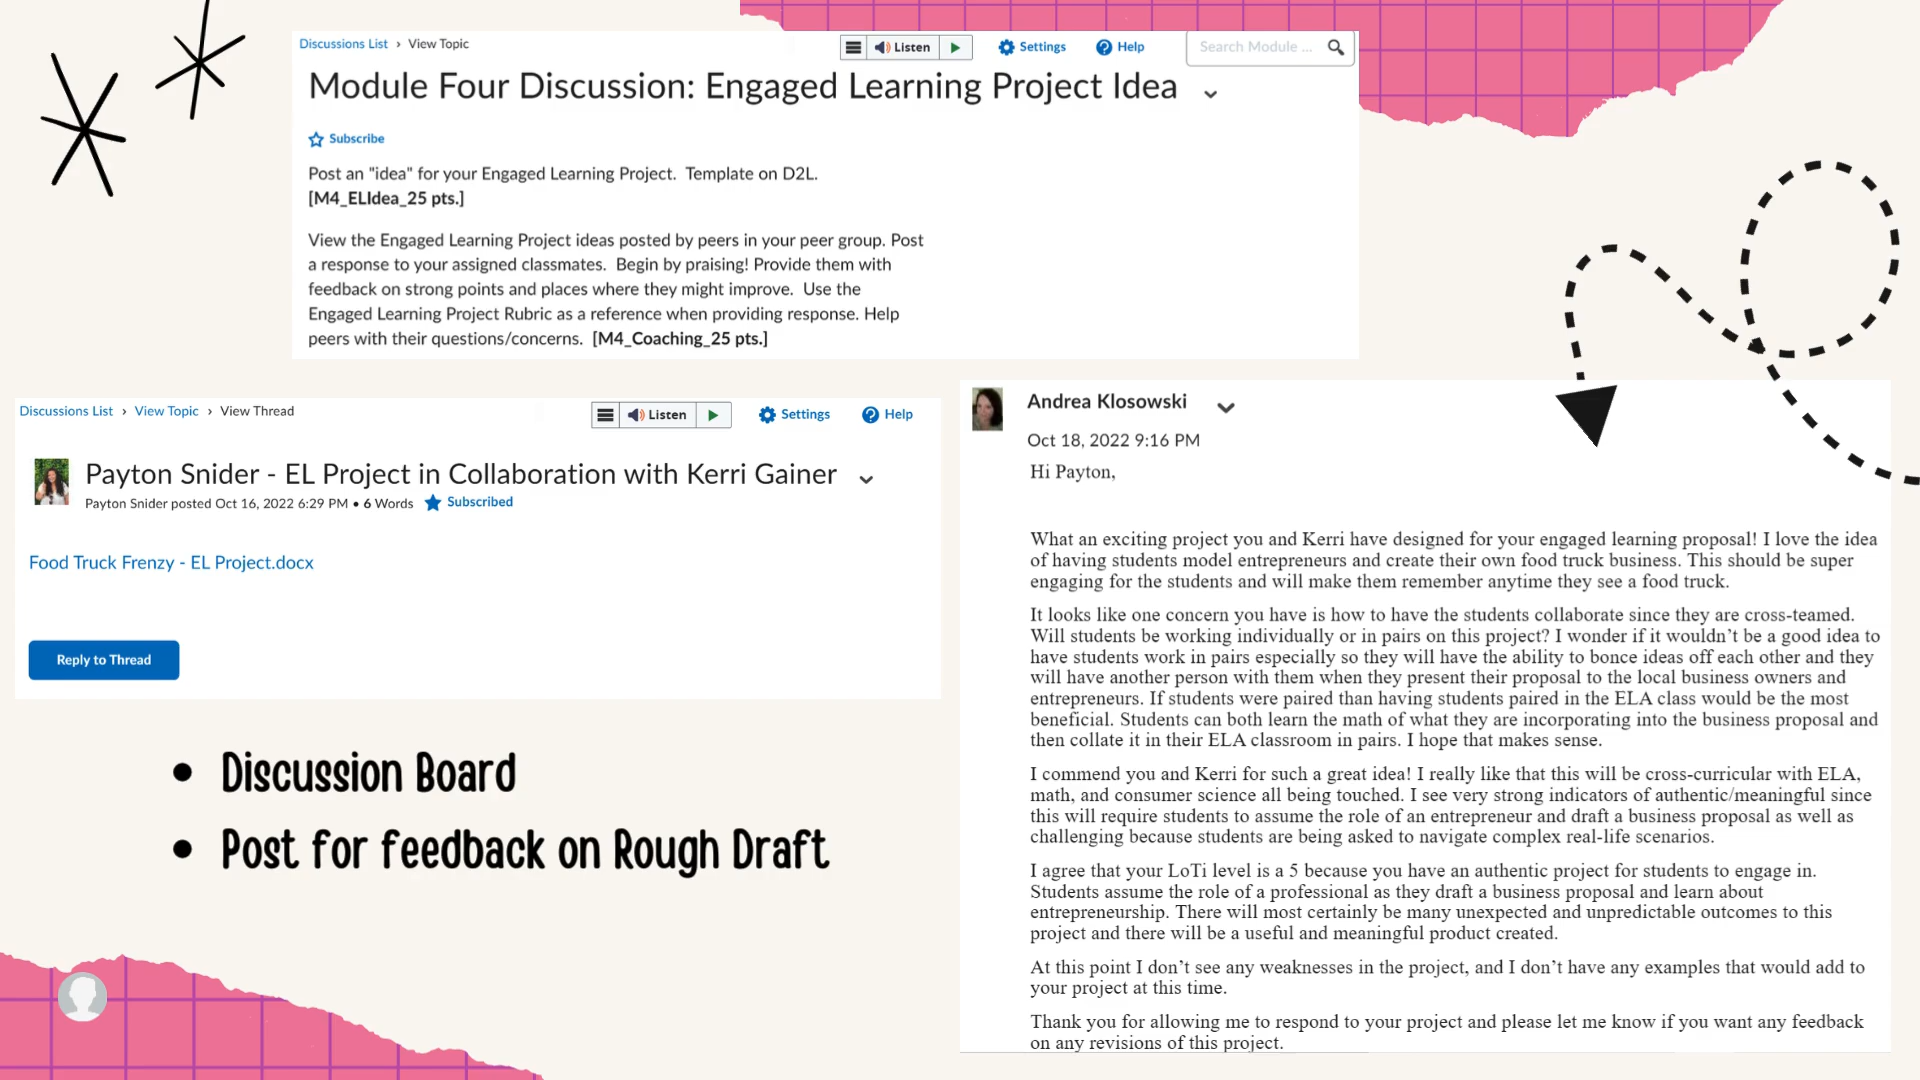 Discussions List › View Topic
Listen
Settings
Help
Search Module ...
Module Four Discussion: Engaged Learning Project Idea
Subscribe
Post an "idea" for your Engaged Learning Project. Template on D2L.
[M4_ELIdea_25 pts.]
View the Engaged Learning Project ideas posted by peers in your peer group. Post
a response to your assigned classmates. Begin by praising! Provide them with
feedback on strong points and places where they might improve. Use the
Engaged Learning Project Rubric as a reference when providing response. Help
peers with their questions/concerns. [M4_Coaching_25 pts.]
Discussions List › View Topic › View Thread
Listen
Settings
Help
Payton Snider - EL Project in Collaboration with Kerri Gainer
Payton Snider posted Oct 16, 2022 6:29 PM • 6 Words
Subscribed
Food Truck Frenzy - EL Project.docx
Reply to Thread
• Discussion Board
• Post for feedback on Rough Draft
Andrea Klosowski
Oct 18, 2022 9:16 PM
Hi Payton,
What an exciting project you and Kerri have designed for your engaged learning proposal! I love the idea
of having students model entrepreneurs and create their own food truck business. This should be super
engaging for the students and will make them remember anytime they see a food truck.
It looks like one concern you have is how to have the students collaborate since they are cross-teamed.
Will students be working individually or in pairs on this project? I wonder if it wouldn't be a good idea to
have students work in pairs especially so they will have the ability to bonce ideas off each other and they
will have another person with them when they present their proposal to the local business owners and
entrepreneurs. If students were paired than having students paired in the ELA class would be the most
beneficial. Students can both learn the math of what they are incorporating into the business proposal and
then collate it in their ELA classroom in pairs. I hope that makes sense.
I commend you and Kerri for such a great idea! I really like that this will be cross-curricular with ELA,
math, and consumer science all being touched. I see very strong indicators of authentic/meaningful since
this will require students to assume the role of an entrepreneur and draft a business proposal as well as
challenging because students are being asked to navigate complex real-life scenarios.
I agree that your LoTi level is a 5 because you have an authentic project for students to engage in.
Students assume the role of a professional as they draft a business proposal and learn about
entrepreneurship. There will most certainly be many unexpected and unpredictable outcomes to this
project and there will be a useful and meaningful product created.
At this point I don't see any weaknesses in the project, and I don't have any examples that would add to
your project at this time.
Thank you for allowing me to respond to your project and please let me know if you want any feedback
on any revisions of this project.